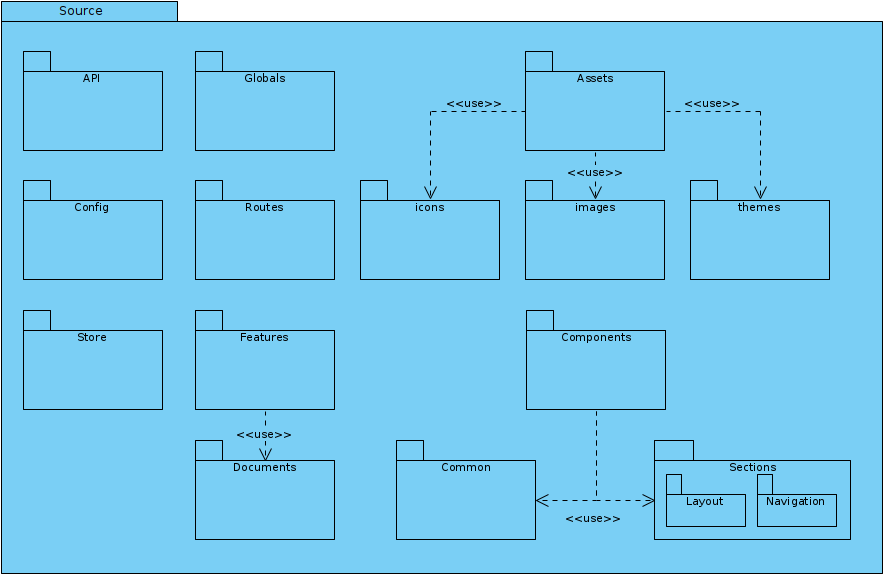 Source
API
Globals
Assets
<<use>>
<<use>>
<<use>>
Config
Routes
icons
images
themes
Store
Features
Components
<<use>>
Documents
Common
Sections
Layout
Navigation
<<use>>